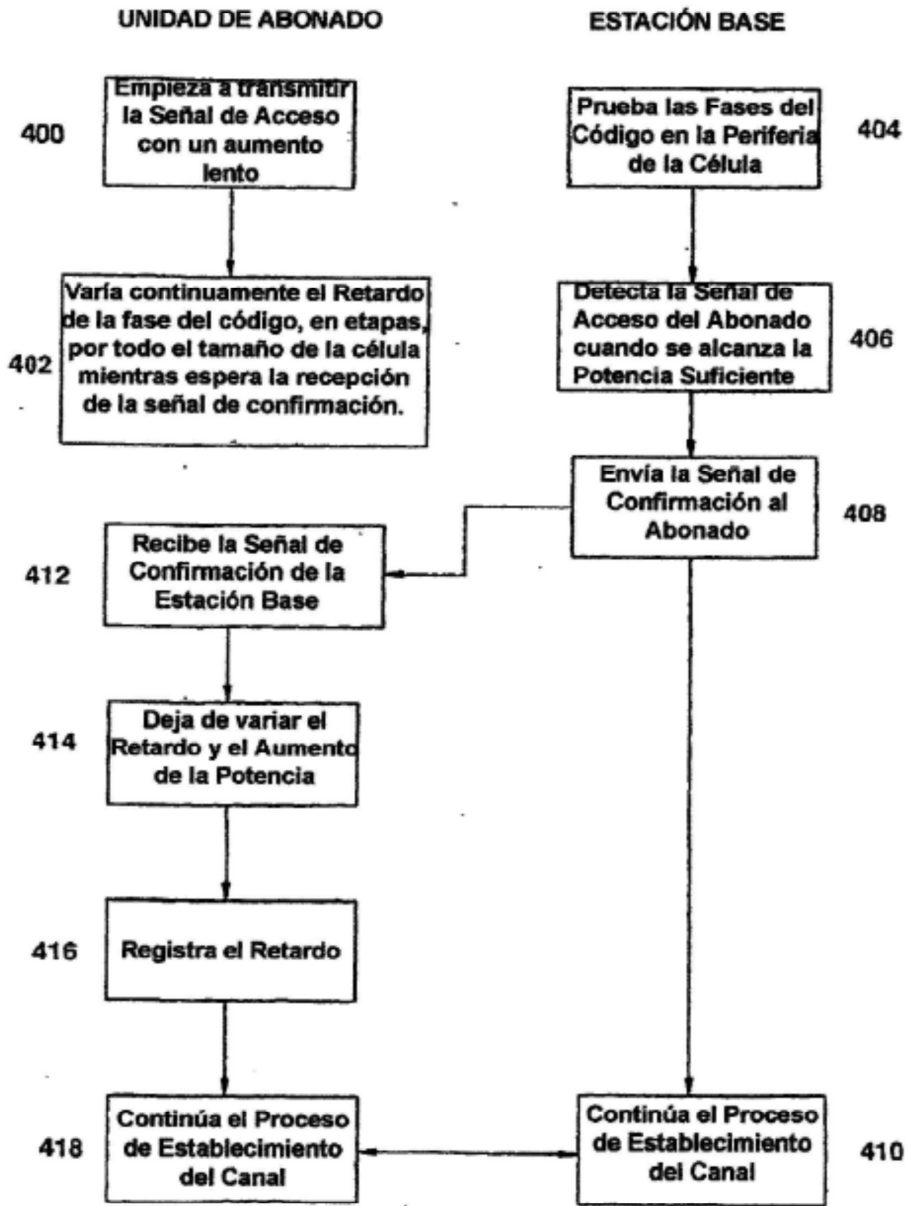 UNIDAD DE ABONADO
ESTACIÓN BASE
400
Empieza a transmitir
la Señal de Acceso
con un aumento
lento
Prueba las Fases del
Código en la Periferia
de la Célula
404
402
Varía continuamente el Retardo
de la fase del código, en etapas,
por todo el tamaño de la célula
mientras espera la recepción
de la señal de confirmación.
Detecta la Señal de
Acceso del Abonado
cuando se alcanza la
Potencia Suficiente
406
Envía la Señal de
Confirmación al
Abonado
408
412
Recibe la Señal de
Confirmación de la
Estación Base
414
Deja de variar el
Retardo y el Aumento
de la Potencia
416
Registra el Retardo
418
Continúa el Proceso
de Establecimiento
del Canal
Continúa el Proceso
de Establecimiento
del Canal
410